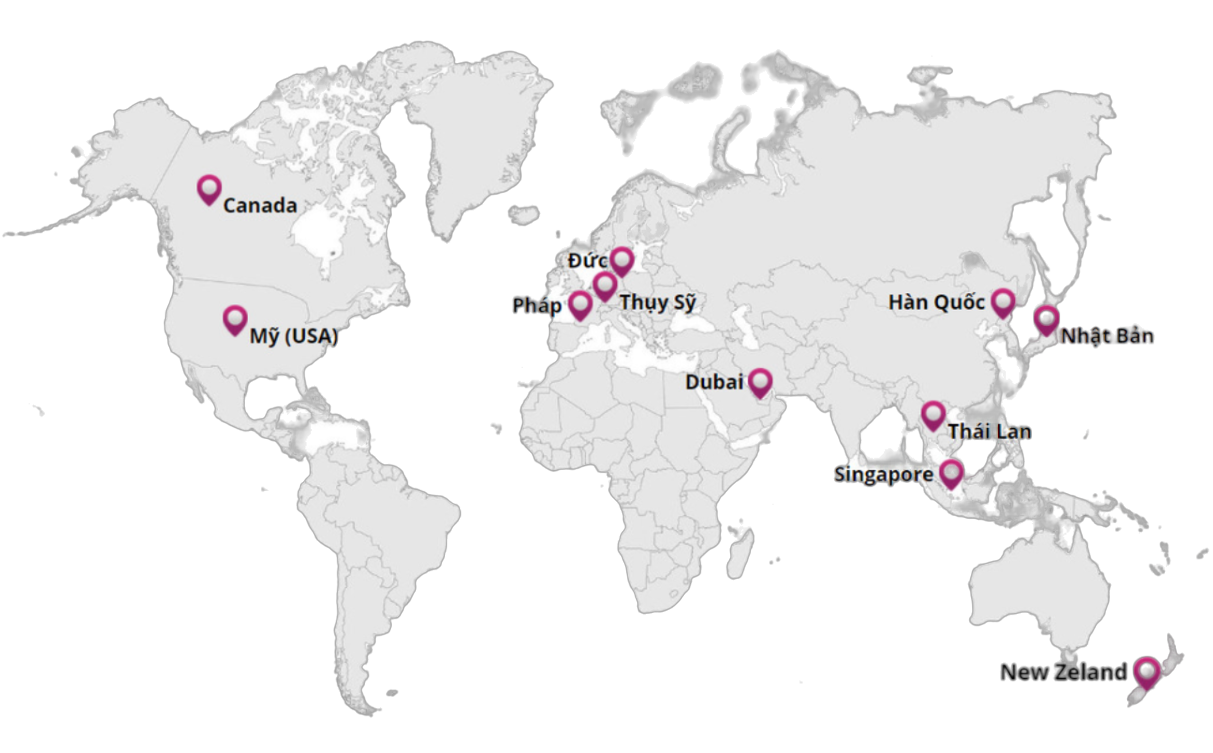 Canada
Đức
Thụy Sỹ
Pháp
Hàn Quốc
Mỹ (USA)
Nhật Bản
Dubai
Thái Lan
Singapore
New Zeland